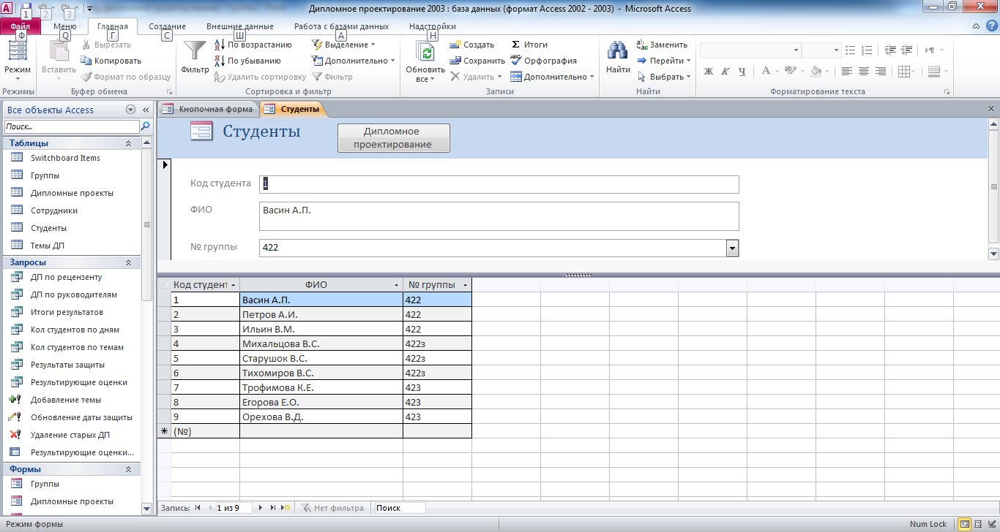 Дипломное проектирование 2003 : база данных (формат Access 2002 - 2003) - Microsoft Access
1 2 3
Файл Меню Главная Создание Внешние данные Работа с базами данных Надстройки
Ф Q Г С Ш А Н
Режим
Режимы
Вставить
Вырезать
Копировать
Формат по образцу
Буфер обмена
Фильтр
По возрастанию
По убыванию
Удалить сортировку
Выделение
Дополнительно
Фильтр
Сортировка и фильтр
Обновить
все
Создать
Сохранить
Удалить
Итоги
Орфография
Дополнительно
Записи
Найти
Заменить
Перейти
Выбрать
Найти
Ж К Ч
Форматирование текста
Все объекты Access
Поиск...
Таблицы
Switchboard Items
Группы
Дипломные проекты
Сотрудники
Студенты
Темы ДП
Запросы
ДП по рецензенту
ДП по руководителям
Итоги результатов
Кол студентов по дням
Кол студентов по темам
Результаты защиты
Результирующие оценки
Добавление темы
Обновление даты защиты
Удаление старых ДП
Результирующие оценки...
Формы
Группы
Дипломные проекты
Кнопочная форма Студенты
Студенты
Дипломное
проектирование
Код студента 1
ФИО Васин А.П.
№ группы 422
Код студент ФИО № группы
1 Васин А.П. 422
2 Петров А.И. 422
3 Ильин В.М. 422
4 Михальцова В.С. 422з
5 Старушок В.С. 422з
6 Тихомиров В.С. 422з
7 Трофимова К.Е. 423
8 Егорова Е.О. 423
9 Орехова В.Д. 423
(№)
Запись: 1 из 9 Нет фильтра Поиск
Режим формы Num Lock